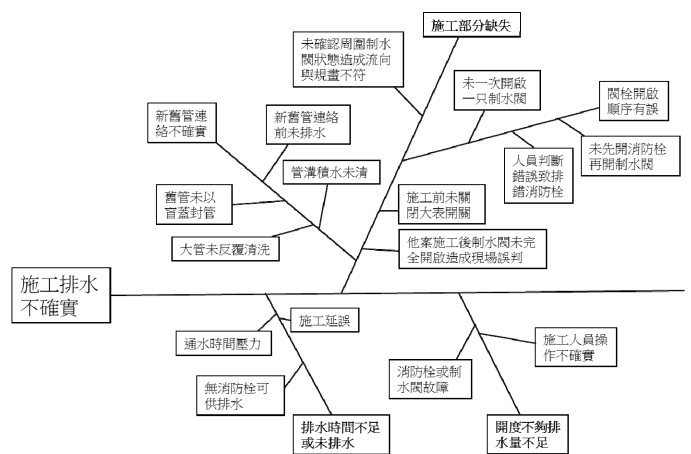 施工部分缺失
未確認周圍制水
閥狀態造成流向
與規畫不符
未一次開啟
一只制水閥
閥栓開啟
順序有誤
新舊管連
絡不確實
新舊管連絡
前未排水
人員判斷
錯誤致排
錯消防栓
未先開消防栓
再開制水閥
管溝積水未清
舊管未以
盲蓋封管
施工前未關
閉大表開關
大管未反覆清洗
他案施工後制水閥未完
全開啟造成現場誤判
施工排水
不確實
施工延誤
通水時間壓力
施工人員操
作不確實
消防栓或制
水閥故障
無消防栓可
供排水
排水時間不足
或未排水
開度不夠排
水量不足